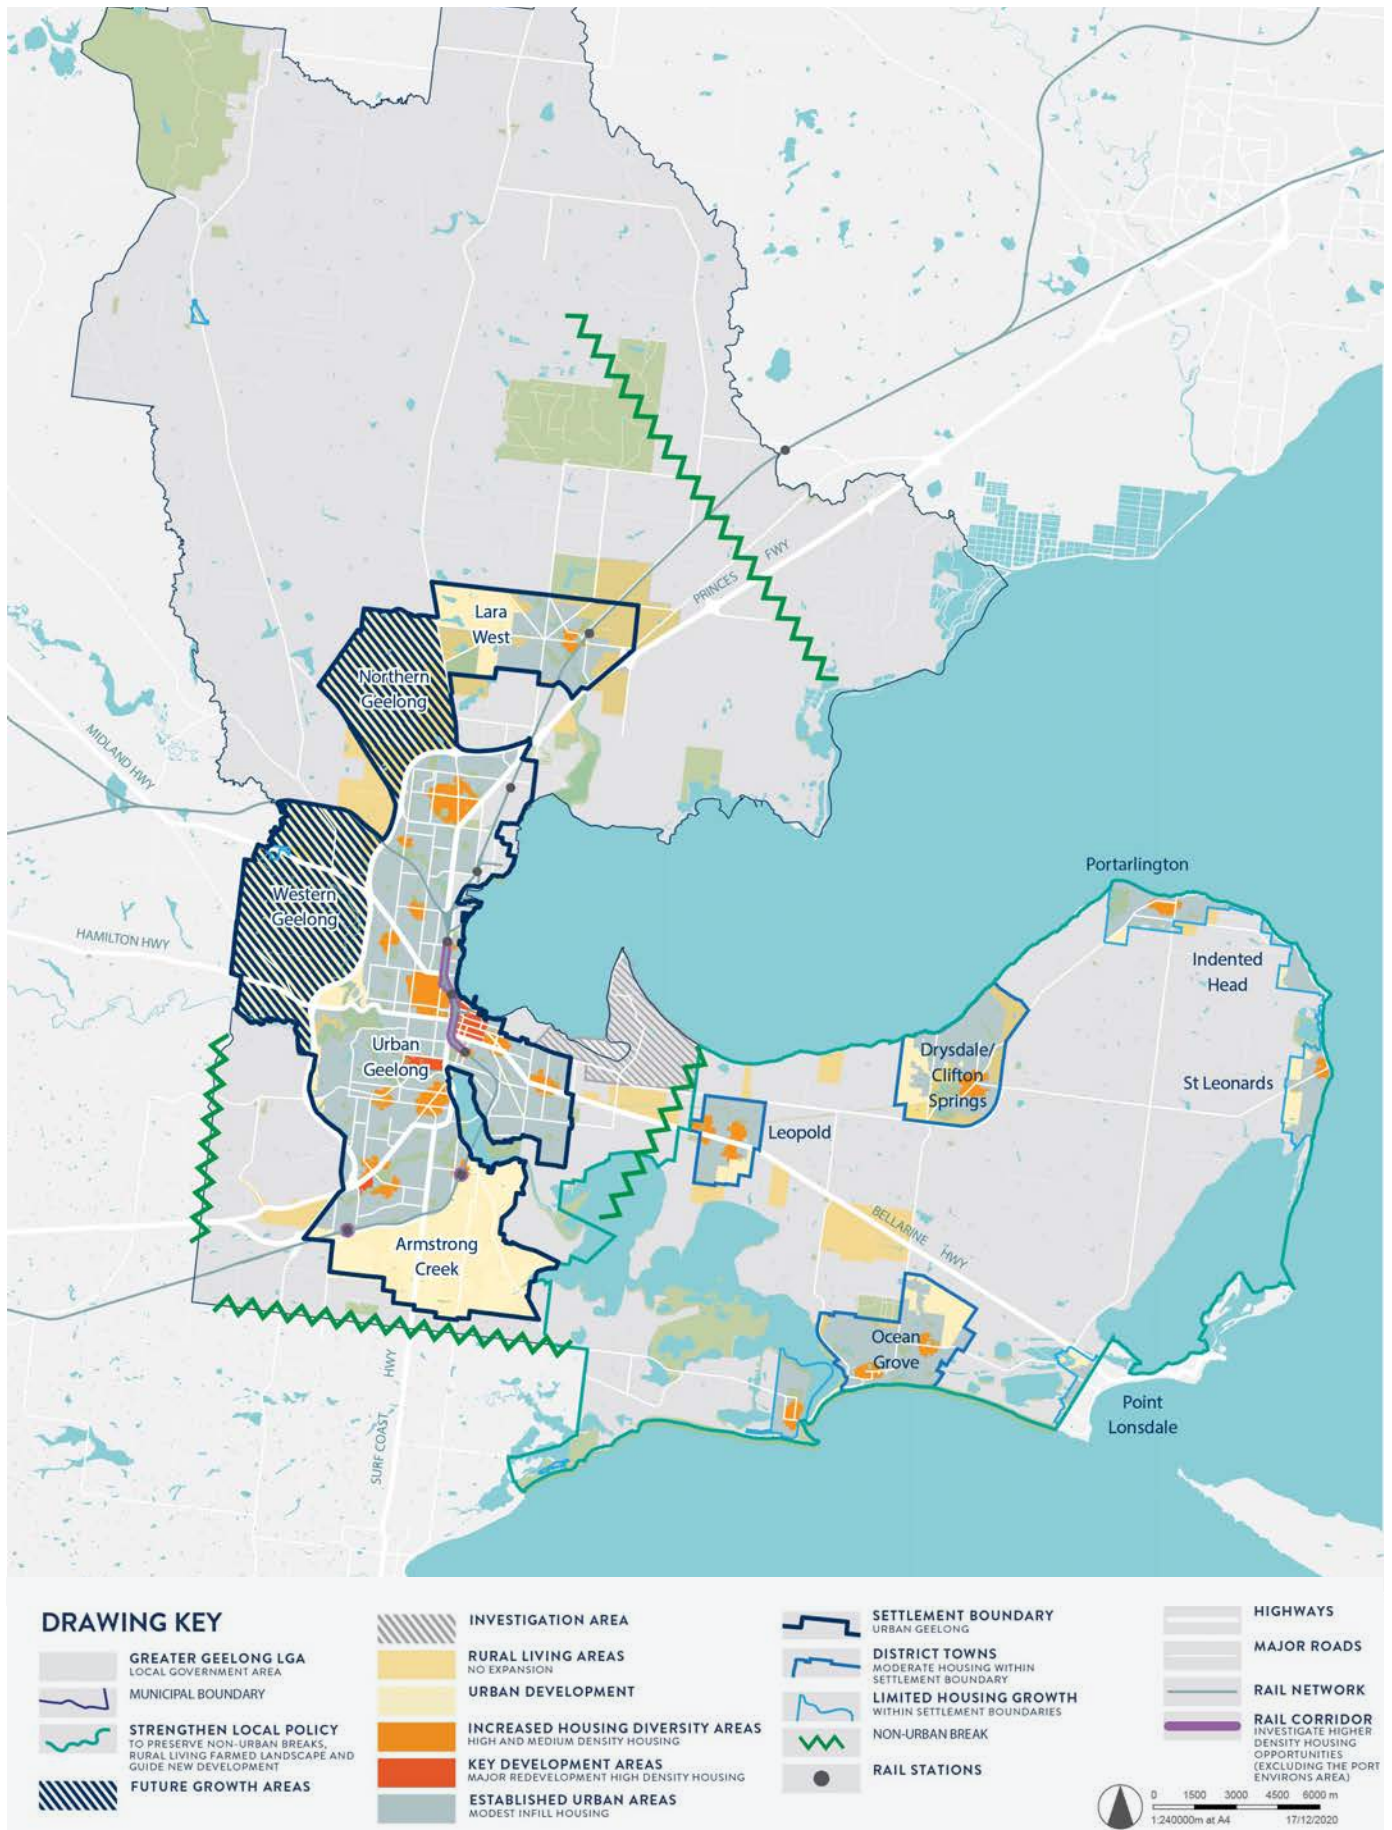 Lara
West
Northern
Geelong
PRINCES FWY
MIDLAND HWY
Western
Geelong
HAMILTON HWY
Portarlington
Indented
Head
Urban
Geelong
Drysdale/
Clifton
Springs
St Leonards
Leopold
Armstrong
Creek
BELLARINE HWY
Ocean
Grove
Point
Lonsdale
SURF COAST HWY
DRAWING KEY
GREATER GEELONG LGA
LOCAL GOVERNMENT AREA
MUNICIPAL BOUNDARY
STRENGTHEN LOCAL POLICY
TO PRESERVE NON-URBAN BREAKS,
RURAL LIVING FARMED LANDSCAPE AND
GUIDE NEW DEVELOPMENT
FUTURE GROWTH AREAS
INVESTIGATION AREA
RURAL LIVING AREAS
NO EXPANSION
URBAN DEVELOPMENT
INCREASED HOUSING DIVERSITY AREAS
HIGH AND MEDIUM DENSITY HOUSING
KEY DEVELOPMENT AREAS
MAJOR REDEVELOPMENT HIGH DENSITY HOUSING
ESTABLISHED URBAN AREAS
MODEST INFILL HOUSING
SETTLEMENT BOUNDARY
URBAN GEELONG
DISTRICT TOWNS
MODERATE HOUSING WITHIN
SETTLEMENT BOUNDARY
LIMITED HOUSING GROWTH
WITHIN SETTLEMENT BOUNDARIES
NON-URBAN BREAK
RAIL STATIONS
HIGHWAYS
MAJOR ROADS
RAIL NETWORK
RAIL CORRIDOR
INVESTIGATE HIGHER
DENSITY HOUSING
OPPORTUNITIES
(EXCLUDING THE PORT
ENVIRONS AREA)
0 1500 3000 4500 6000 m
1:240000m at A4 17/12/2020